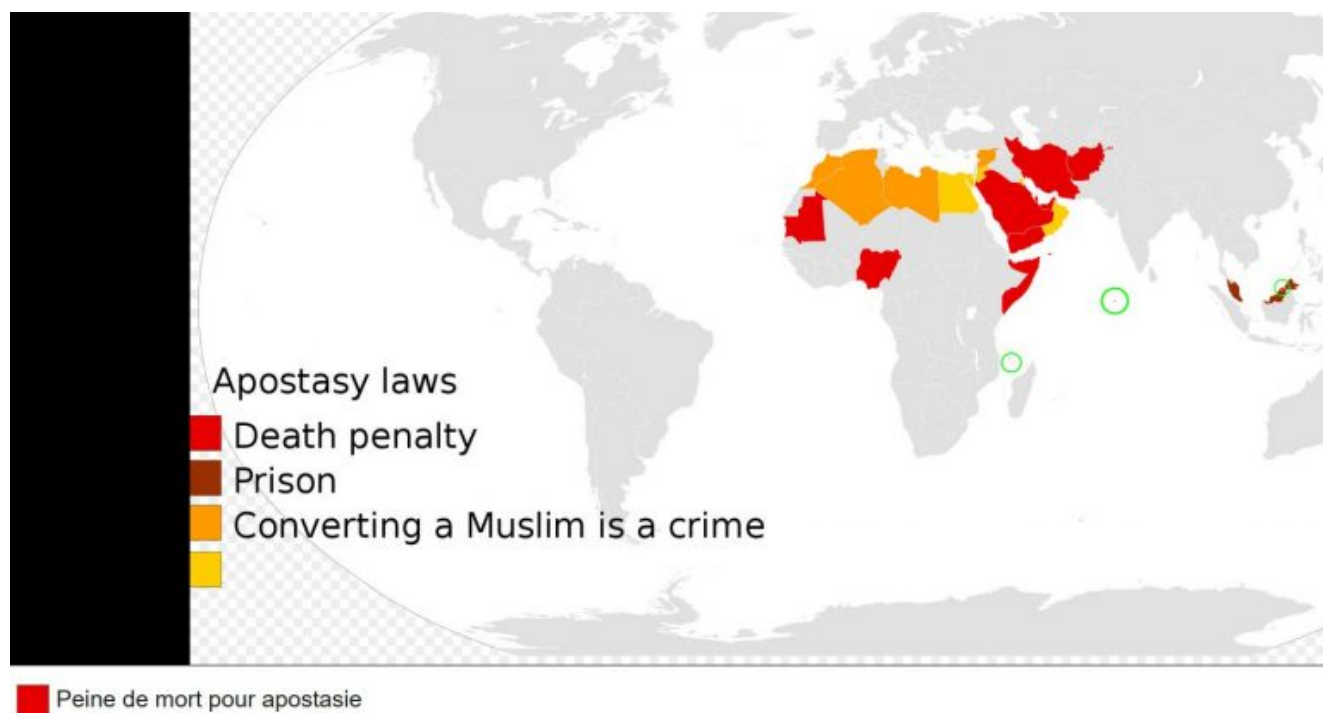 Apostasy laws
Death penalty
Prison
Converting a Muslim is a crime
Peine de mort pour apostasie